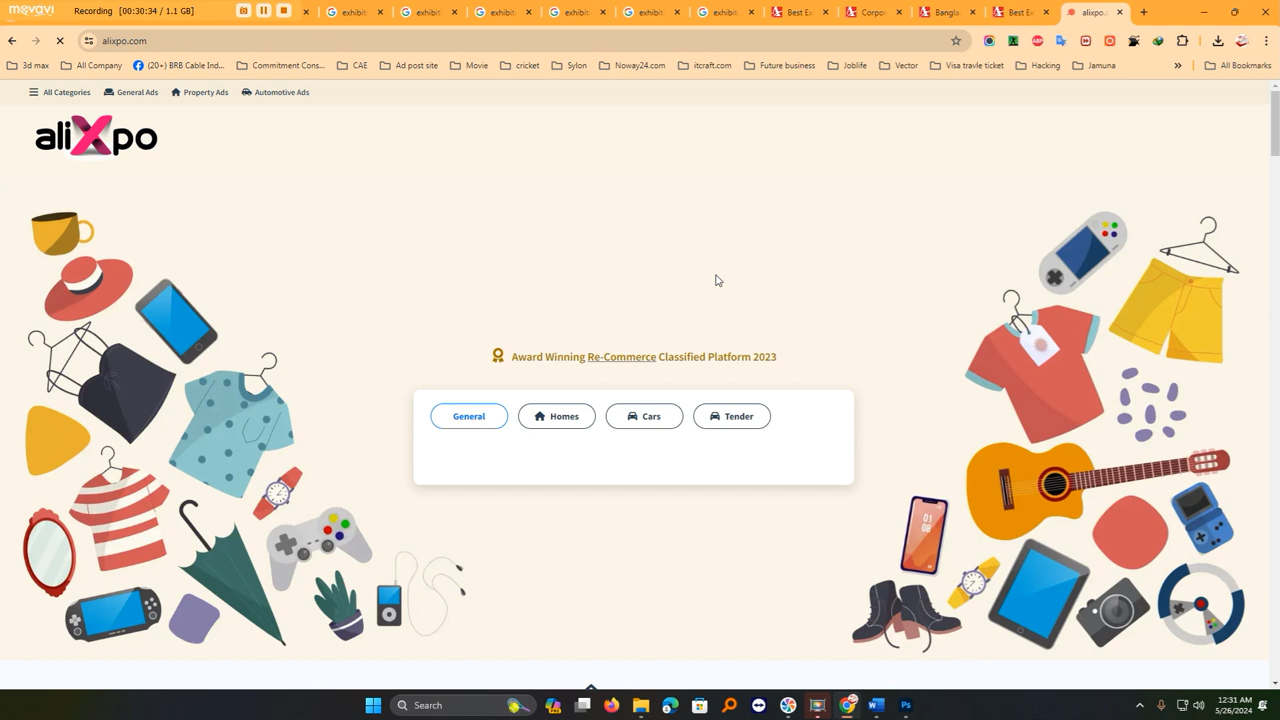 movavi
Recording [00:30:34 / 1.1 GB]
exhibit
exhibit
exhibit
exhibit
exhibit
exhibit
Best Ex
Corpor
Bangla
Best Ex
alixpo.c
alixpo.com
3d max
All Company
(20+) BRB Cable Ind...
Commitment Cons...
CAE
Ad post site
Movie
cricket
Sylon
Noway24.com
itcraft.com
Future business
Joblife
Vector
Visa travle ticket
Hacking
Jamuna
All Bookmarks
All Categories
General Ads
Property Ads
Automotive Ads
aliXpo
Award Winning Re-Commerce Classified Platform 2023
General
Homes
Cars
Tender
01
08
Search
12:31 AM
5/26/2024